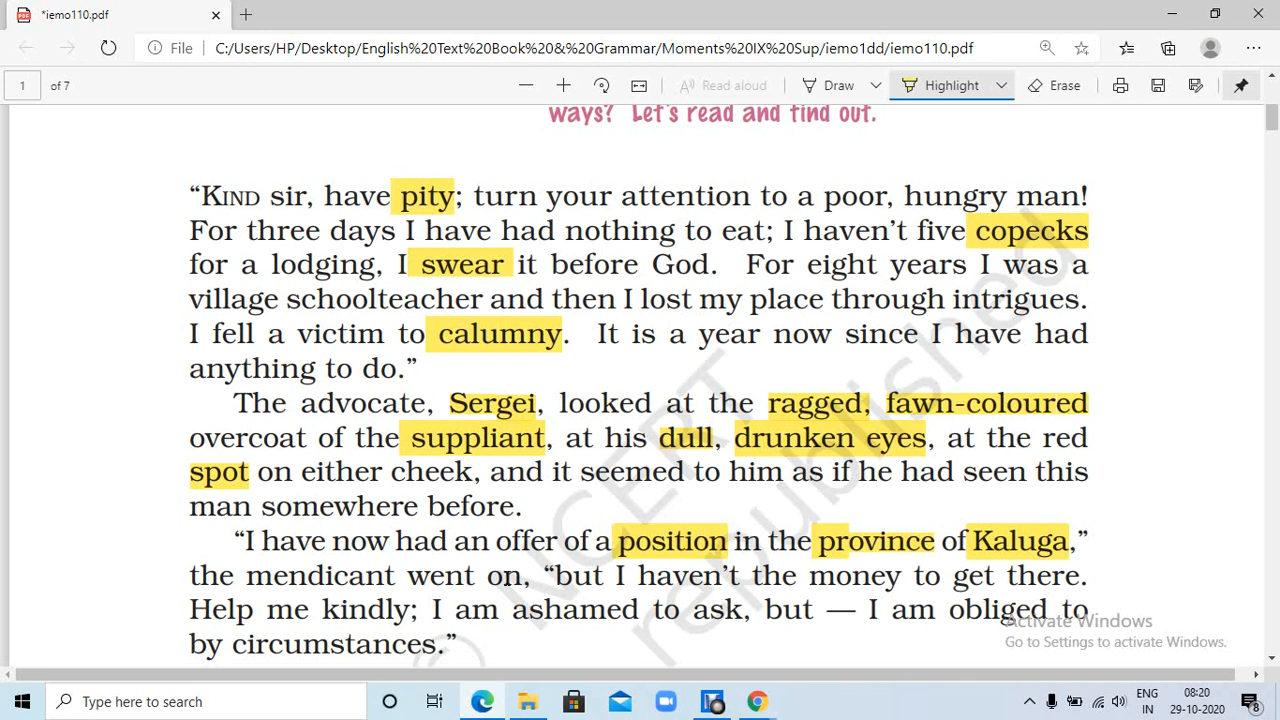 *iemo110.pdf
File
C:/Users/HP/Desktop/English%20Text%20Book%20&%20Grammar/Moments%20IX%20Sup/iemo1dd/iemo110.pdf
1 of 7 Read aloud Draw Highlight Erase
ways? Let's read and find out.
“KIND sir, have pity; turn your attention to a poor, hungry man!
For three days I have had nothing to eat; I haven’t five copecks
for a lodging, I swear it before God. For eight years I was a
village schoolteacher and then I lost my place through intrigues.
I fell a victim to calumny. It is a year now since I have had
anything to do.”
The advocate, Sergei, looked at the ragged, fawn-coloured
overcoat of the suppliant, at his dull, drunken eyes, at the red
spot on either cheek, and it seemed to him as if he had seen this
man somewhere before.
“I have now had an offer of a position in the province of Kaluga,”
the mendicant went on, “but I haven’t the money to get there.
Help me kindly; I am ashamed to ask, but — I am obliged to
by circumstances.”
© NCERT
republished
Activate Windows
Go to Settings to activate Windows.
Type here to search
ENG
IN
08:20
29-10-2020
8